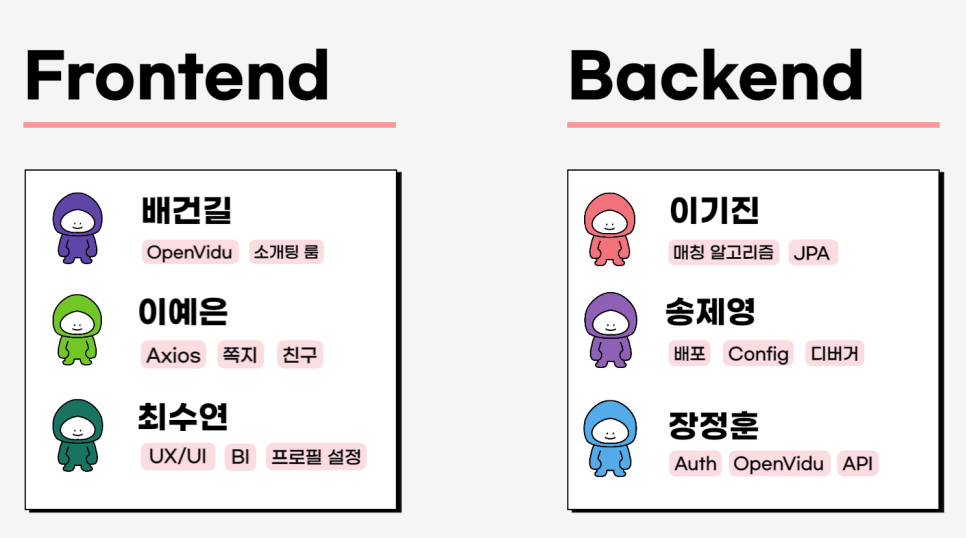 Frontend
배건길
OpenVidu 소개팅 룸
이예은
Axios 쪽지 친구
최수연
UX/UI BI 프로필 설정
Backend
이기진
매칭 알고리즘 JPA
송제영
배포 Config 디버거
장정훈
Auth OpenVidu API